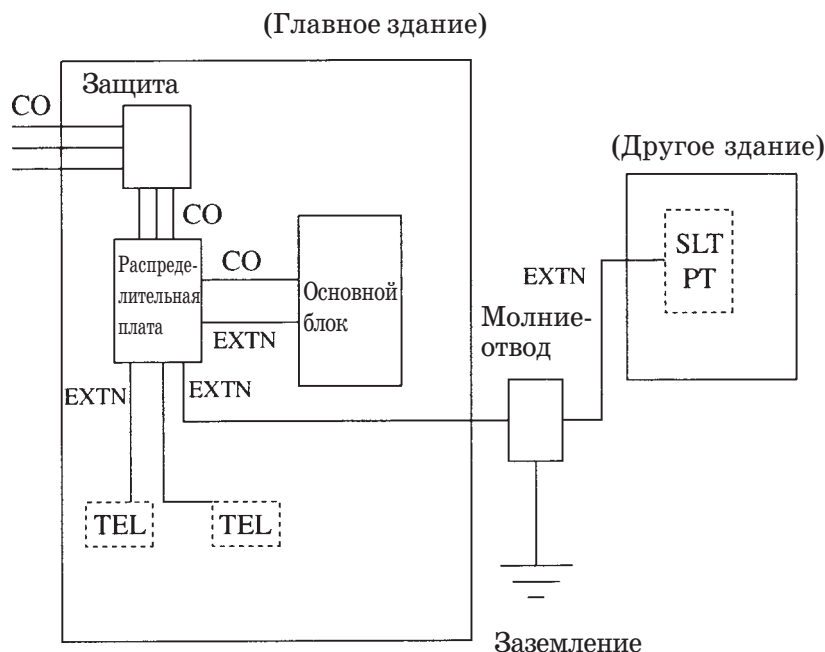 (Главное здание)
Защита
CO
(Другое здание)
CO
SLT
PT
Распреде-
лительная
плата
CO
Основной
блок
EXTN
EXTN
Молние-
отвод
EXTN
EXTN
TEL
TEL
Заземление